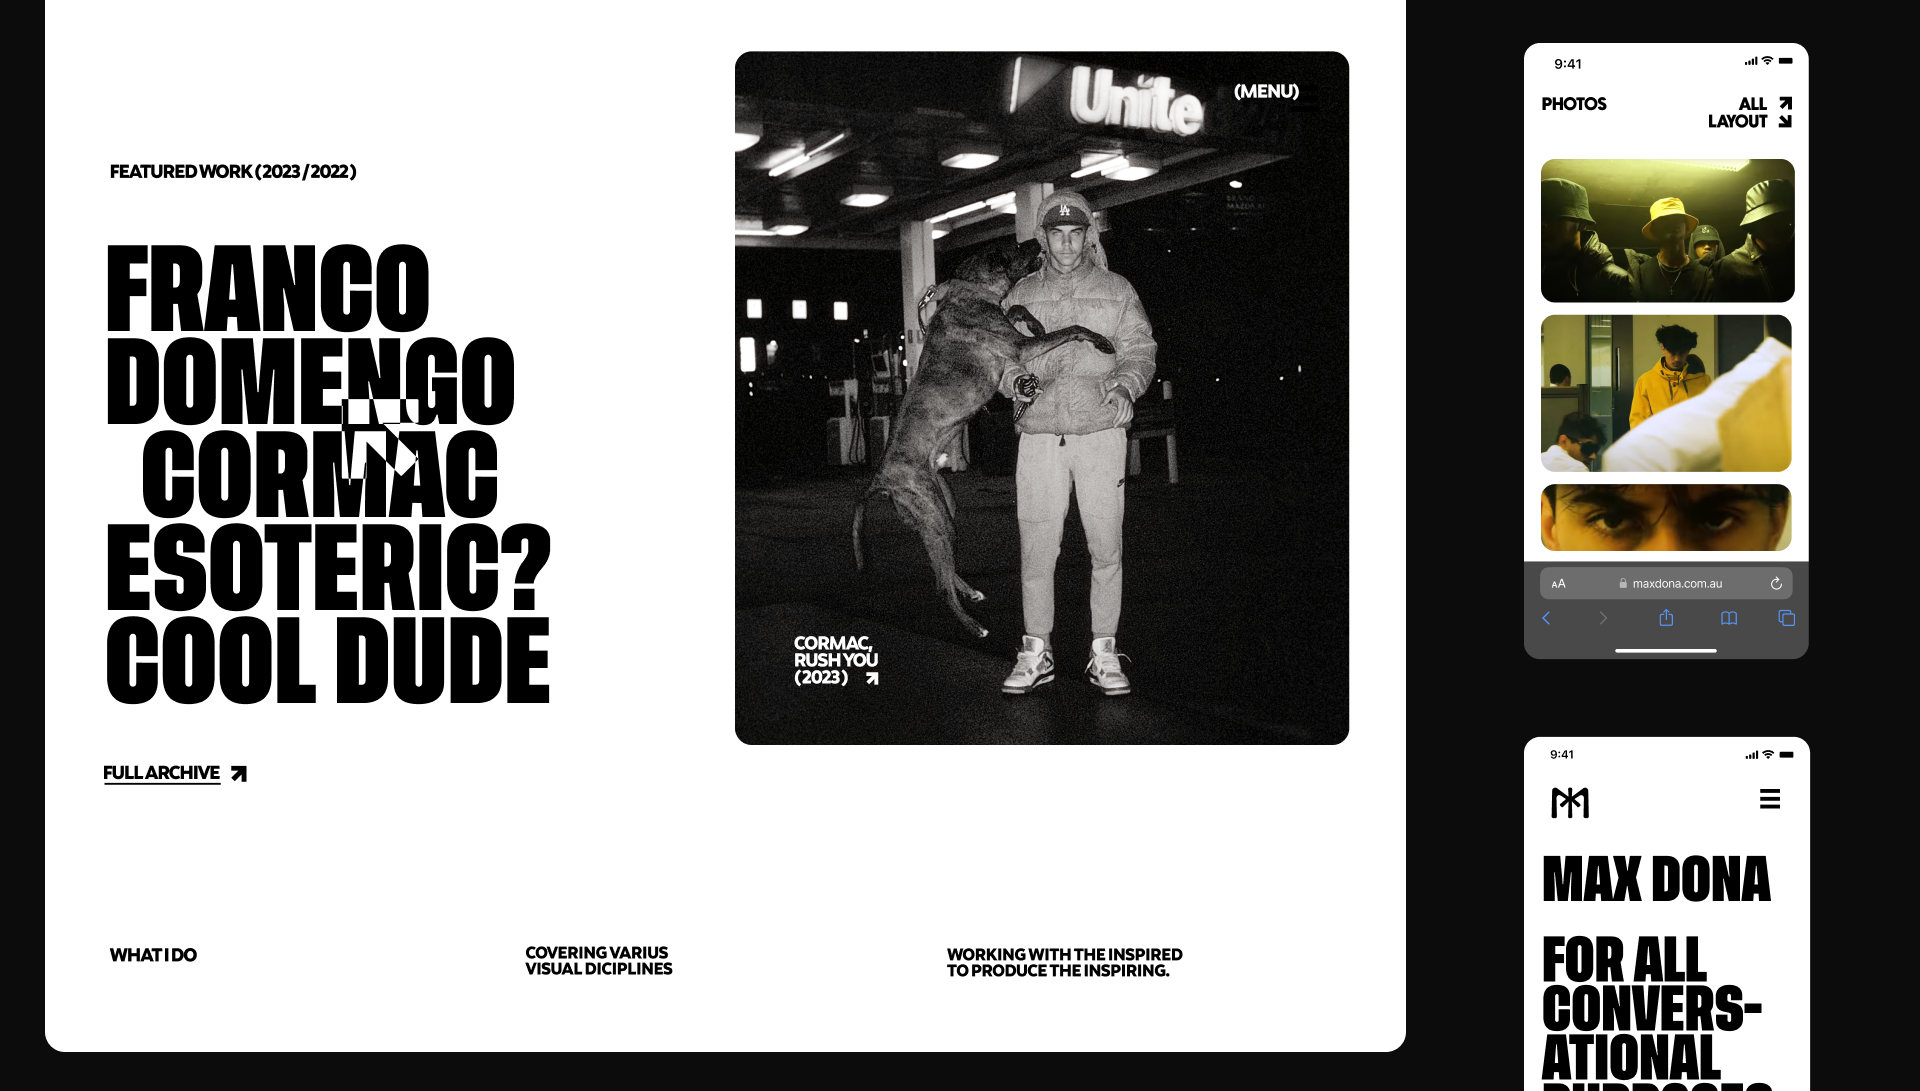 FEATURED WORK (2023 / 2022)
FRANCO
DOMENGO
CORMAC
ESOTERIC?
COOL DUDE
FULL ARCHIVE
Unite
(MENU)
LA
CORMAC,
RUSH YOU
(2023)
WHAT I DO
COVERING VARIUS
VISUAL DICIPLINES
WORKING WITH THE INSPIRED
TO PRODUCE THE INSPIRING.
9:41
PHOTOS
ALL
LAYOUT
AA
maxdona.com.au
9:41
MAX DONA
FOR ALL
CONVERS-
ATIONAL